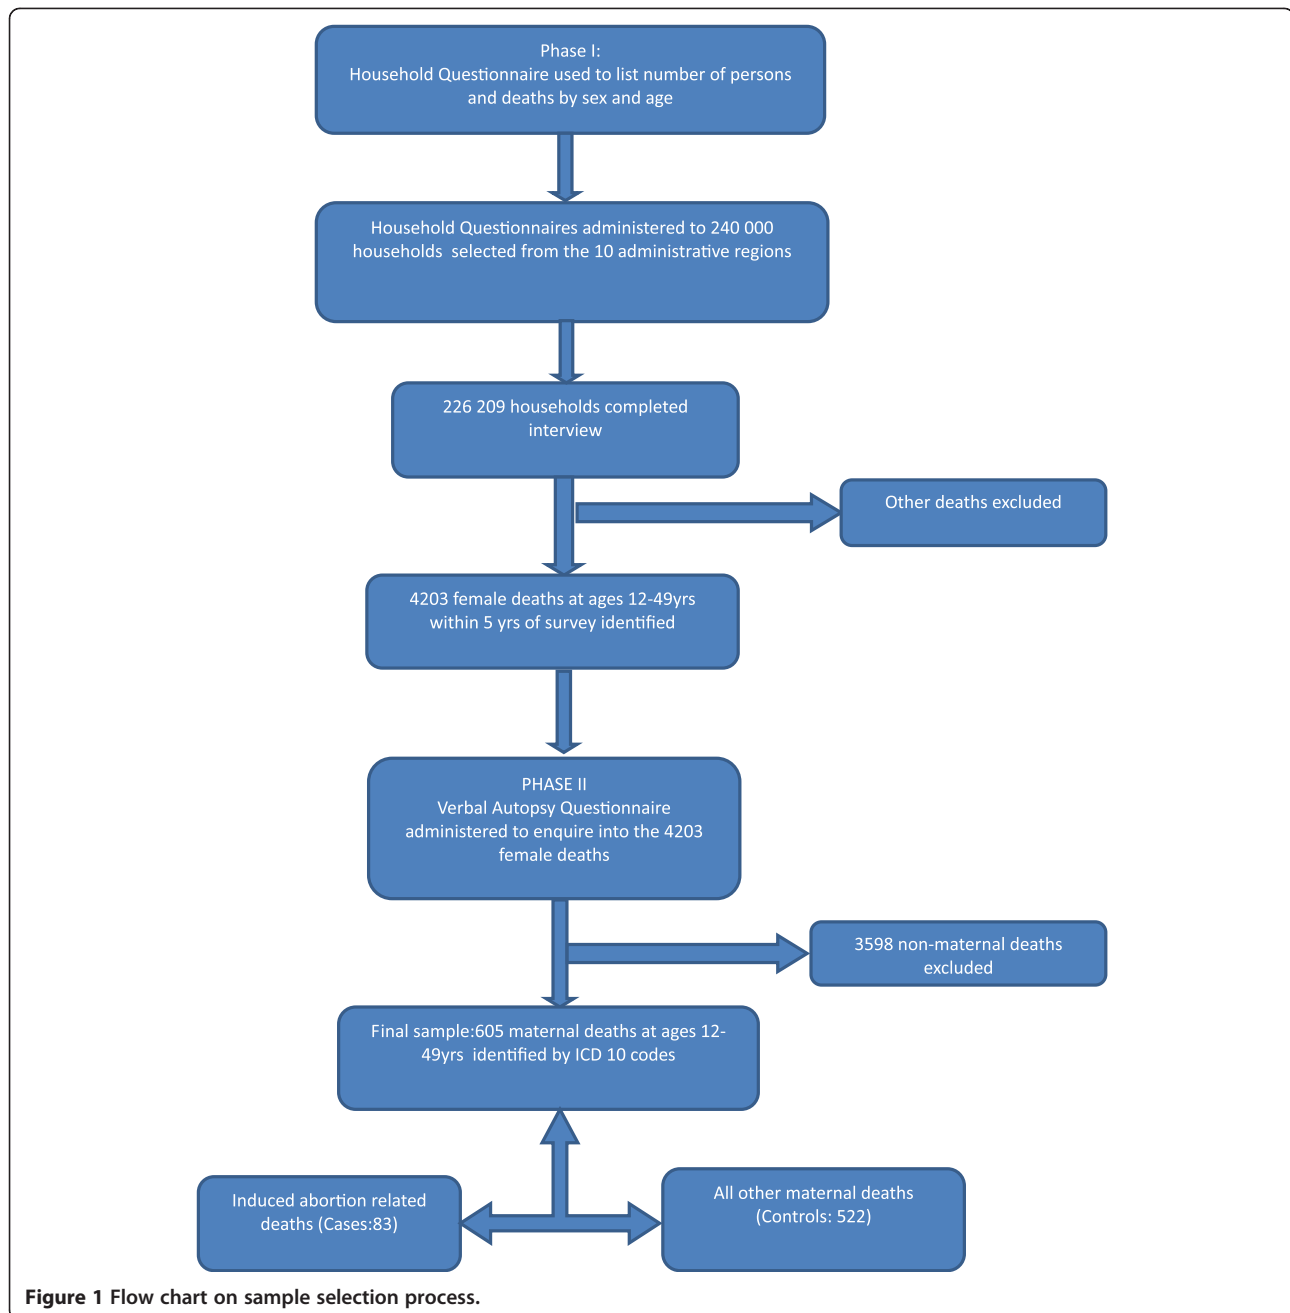 Phase I:
Household Questionnaire used to list number of persons
and deaths by sex and age
Household Questionnaires administered to 240 000
households selected from the 10 administrative regions
226 209 households completed
interview
Other deaths excluded
4203 female deaths at ages 12-49yrs
within 5 yrs of survey identified
PHASE II
Verbal Autopsy Questionnaire
administered to enquire into the 4203
female deaths
3598 non-maternal deaths
excluded
Final sample:605 maternal deaths at ages 12-
49yrs identified by ICD 10 codes
Induced abortion related
deaths (Cases:83)
All other maternal deaths
(Controls: 522)
Figure 1 Flow chart on sample selection process.